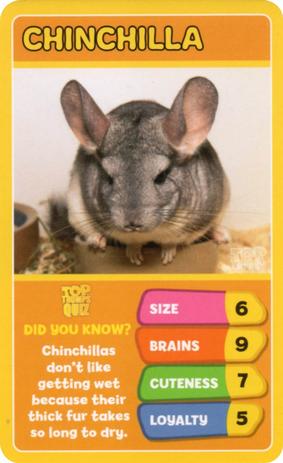 CHINCHILLA
TOP
TOP
TRUMPS
QUIZ
DID YOU KNOW?
Chinchillas
don't like
getting wet
because their
thick fur takes
so long to dry.
SIZE 6
BRAINS 9
CUTENESS 7
LOYALTY 5